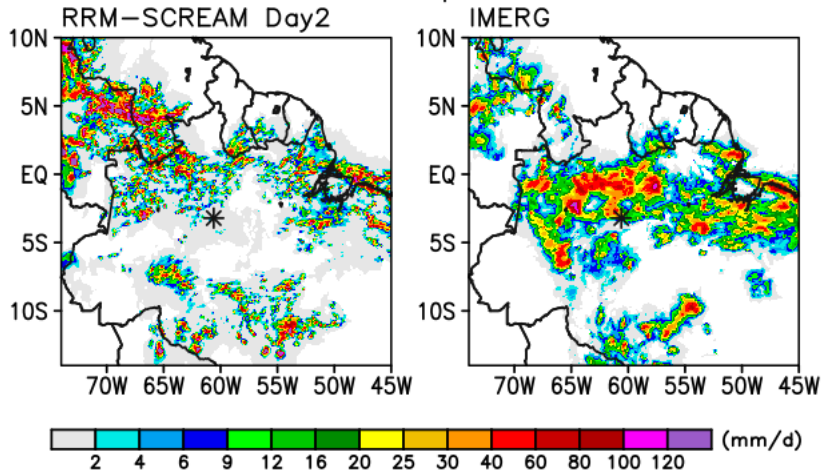 RRM-SCREAM Day2
IMERG
10N
5N
EQ
5S
10S
70W 65W 60W 55W 50W 45W
10N
5N
EQ
5S
10S
70W 65W 60W 55W 50W 45W
2 4 6 9 12 16 20 25 30 40 60 80 100 120 (mm/d)